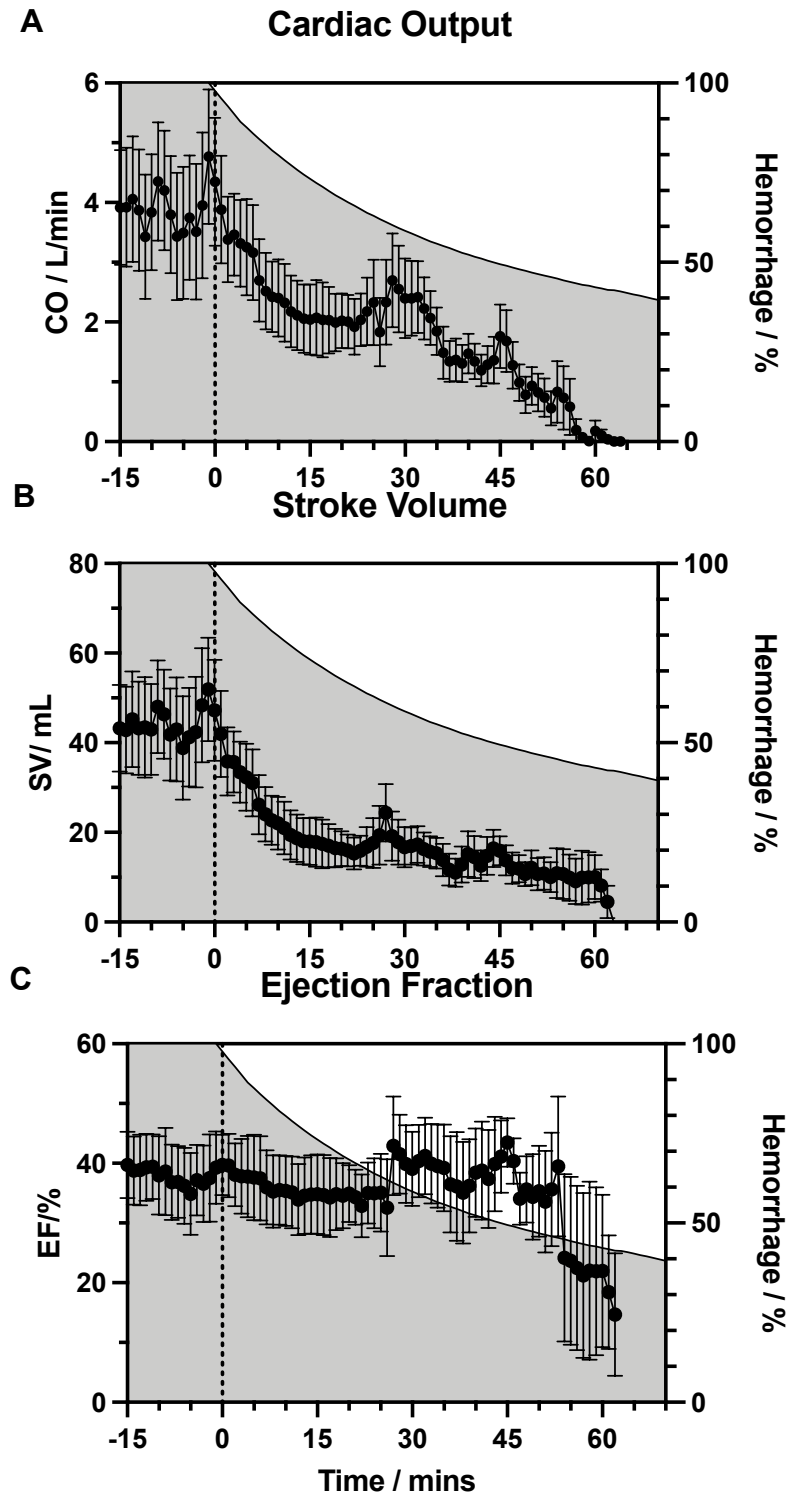 A
Cardiac Output
6
4
2
0
CO / L/min
100
50
0
Hemorrhage / %
-15 0 15 30 45 60
B
Stroke Volume
80
60
40
20
0
SV/ mL
100
50
0
Hemorrhage / %
-15 0 15 30 45 60
C
Ejection Fraction
60
40
20
0
EF/%
100
50
0
Hemorrhage / %
-15 0 15 30 45 60
Time / mins